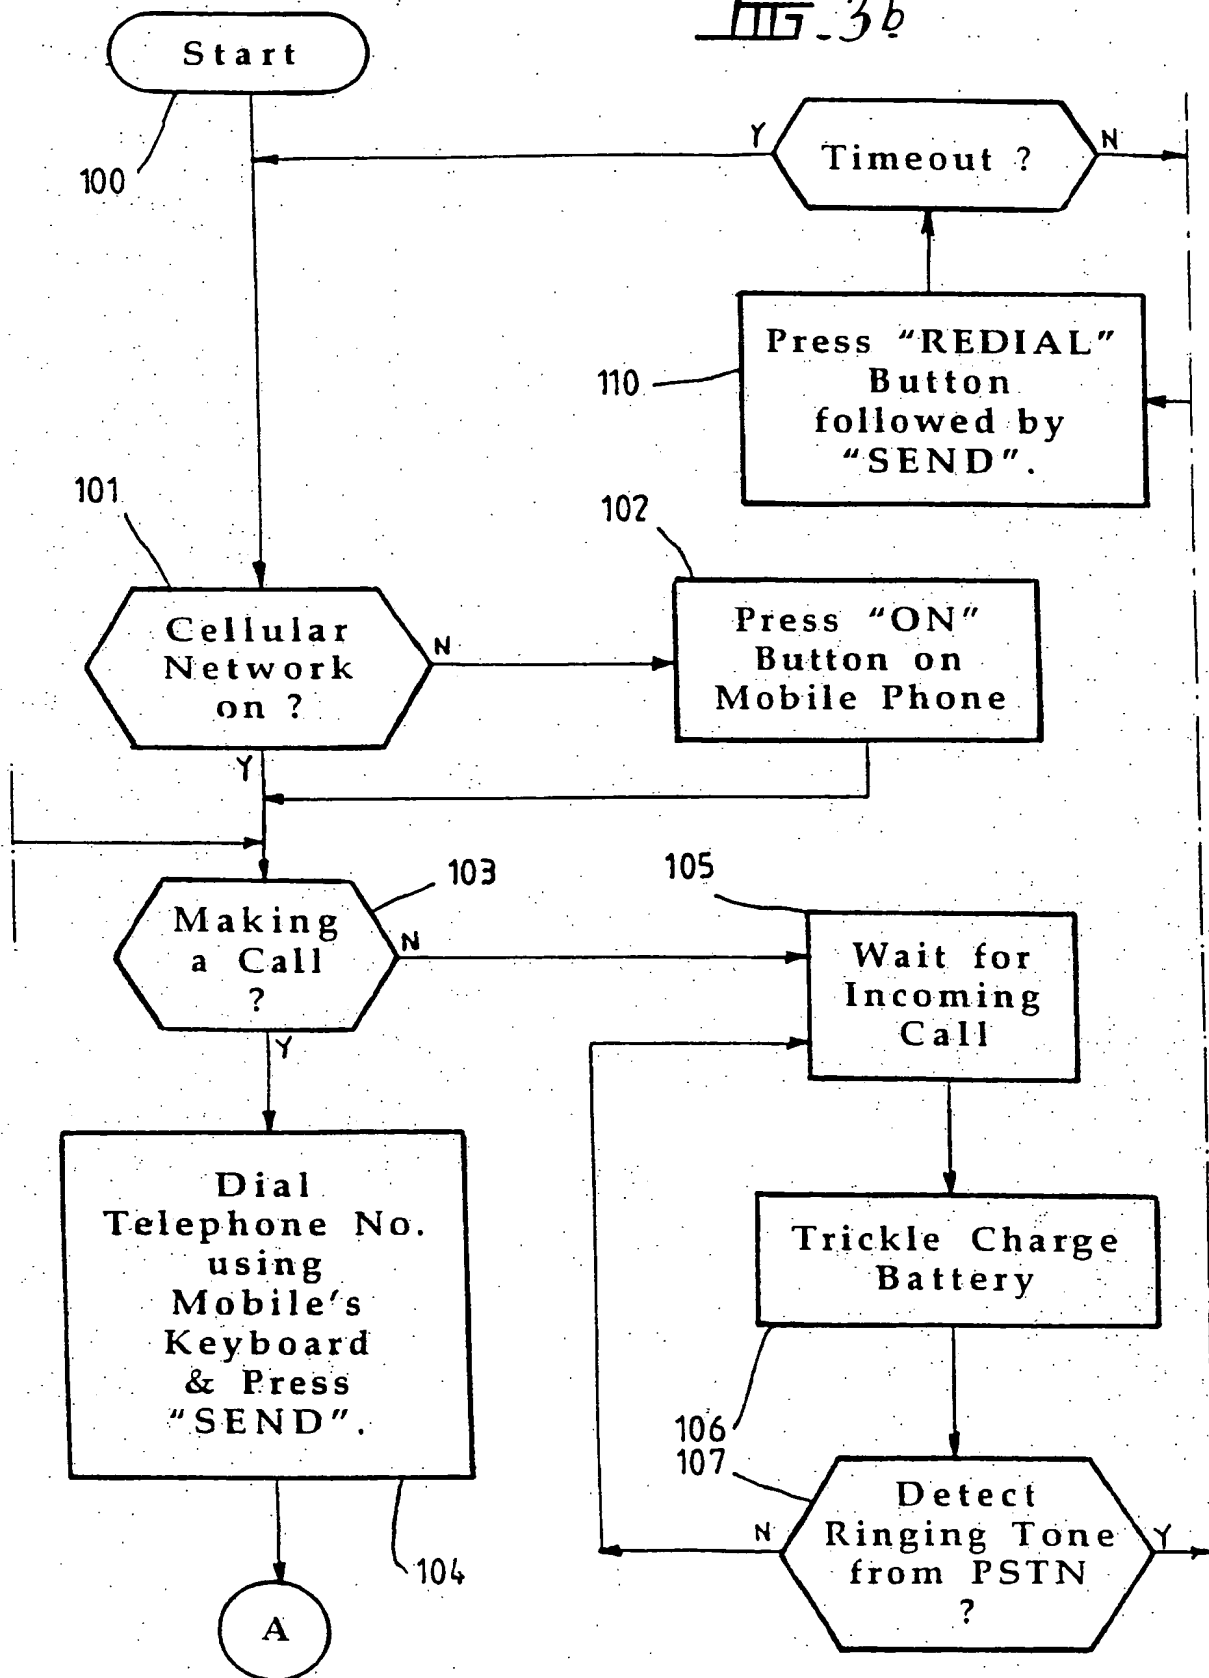 FIG. 3b
Start
100
Timeout ?
Y
N
Press "REDIAL"
Button
followed by
"SEND".
110
101
Cellular
Network
on ?
N
Y
102
Press "ON"
Button on
Mobile Phone
103
Making
a Call
?
N
Y
105
Wait for
Incoming
Call
Dial
Telephone No.
using
Mobile's
Keyboard
& Press
"SEND".
104
A
Trickle Charge
Battery
106
107
Detect
Ringing Tone
from PSTN
?
N
Y